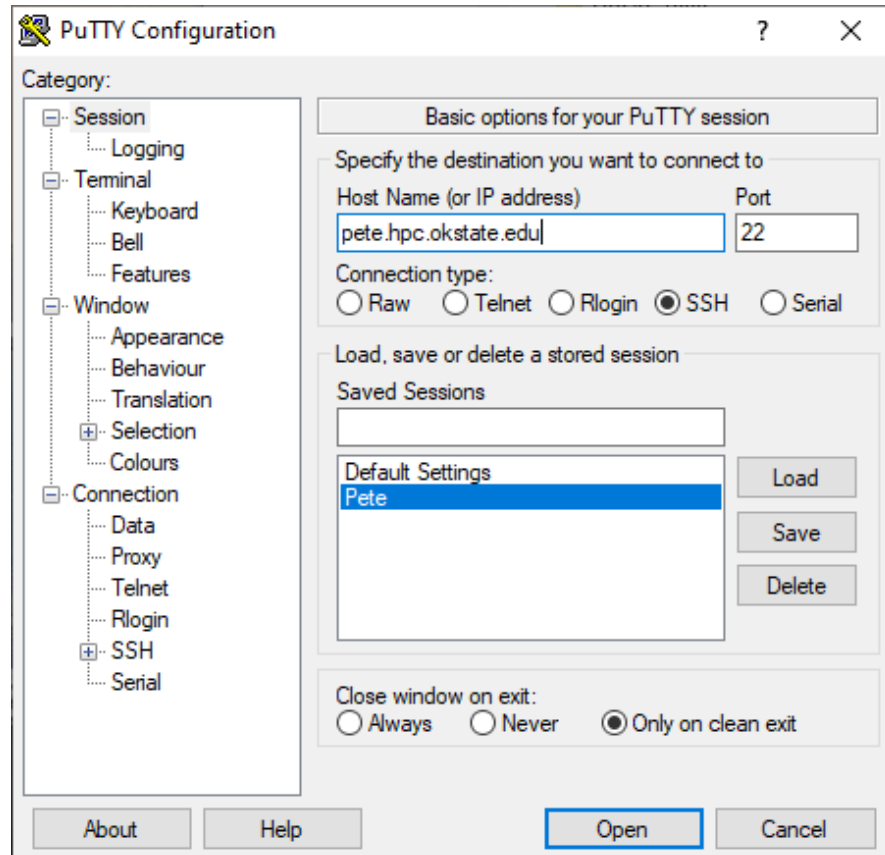 PuTTY Configuration
?
Category:
Session
Logging
Terminal
Keyboard
Bell
Features
Window
Appearance
Behaviour
Translation
Selection
Colours
Connection
Data
Proxy
Telnet
Rlogin
SSH
Serial
Basic options for your PuTTY session
Specify the destination you want to connect to
Host Name (or IP address) Port
pete.hpc.okstate.edu 22
Connection type:
Raw Telnet Rlogin SSH Serial
Load, save or delete a stored session
Saved Sessions
Default Settings
Pete
Load
Save
Delete
Close window on exit:
Always Never Only on clean exit
About Help Open Cancel